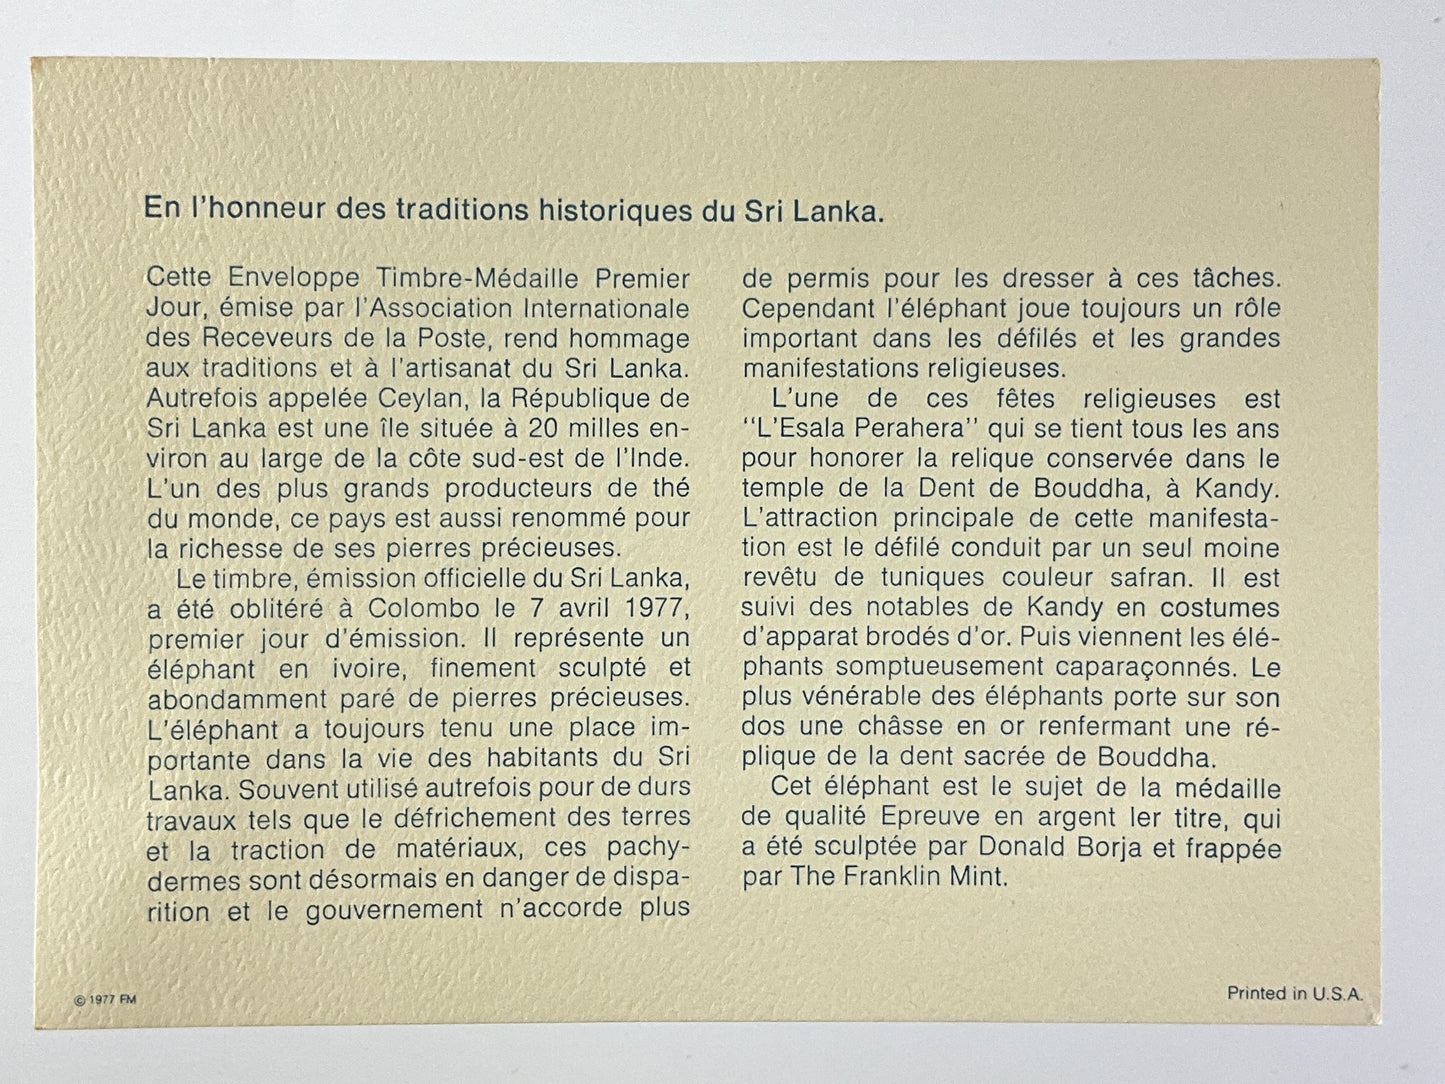 En l'honneur des traditions historiques du Sri Lanka.
Cette Enveloppe Timbre-Médaille Premier
Jour, émise par l'Association Internationale
des Receveurs de la Poste, rend hommage
aux traditions et à l'artisanat du Sri Lanka.
Autrefois appelée Ceylan, la République de
Sri Lanka est une île située à 20 milles en-
viron au large de la côte sud-est de l'Inde.
L'un des plus grands producteurs de thé
du monde, ce pays est aussi renommé pour
la richesse de ses pierres précieuses.
Le timbre, émission officielle du Sri Lanka,
a été oblitéré à Colombo le 7 avril 1977,
premier jour d'émission. Il représente un
éléphant en ivoire, finement sculpté et
abondamment paré de pierres précieuses.
L'éléphant a toujours tenu une place im-
portante dans la vie des habitants du Sri
Lanka. Souvent utilisé autrefois pour de durs
travaux tels que le défrichement des terres
et la traction de matériaux, ces pachy-
dermes sont désormais en danger de dispa-
rition et le gouvernement n'accorde plus
de permis pour les dresser à ces tâches.
Cependant l'éléphant joue toujours un rôle
important dans les défilés et les grandes
manifestations religieuses.
L'une de ces fêtes religieuses est
"L'Esala Perahera" qui se tient tous les ans
pour honorer la relique conservée dans le
temple de la Dent de Bouddha, à Kandy.
L'attraction principale de cette manifesta-
tion est le défilé conduit par un seul moine
revêtu de tuniques couleur safran. Il est
suivi des notables de Kandy en costumes
d'apparat brodés d'or. Puis viennent les élé-
phants somptueusement caparaçonnés. Le
plus vénérable des éléphants porte sur son
dos une châsse en or renfermant une ré-
plique de la dent sacrée de Bouddha.
Cet éléphant est le sujet de la médaille
de qualité Epreuve en argent ler titre, qui
a été sculptée par Donald Borja et frappée
par The Franklin Mint.
© 1977 FM
Printed in U.S.A.